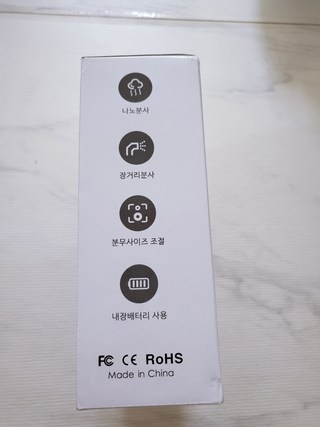 나노분사
장거리분사
분무사이즈 조절
내장배터리 사용
FC CE RoHS
Made in China